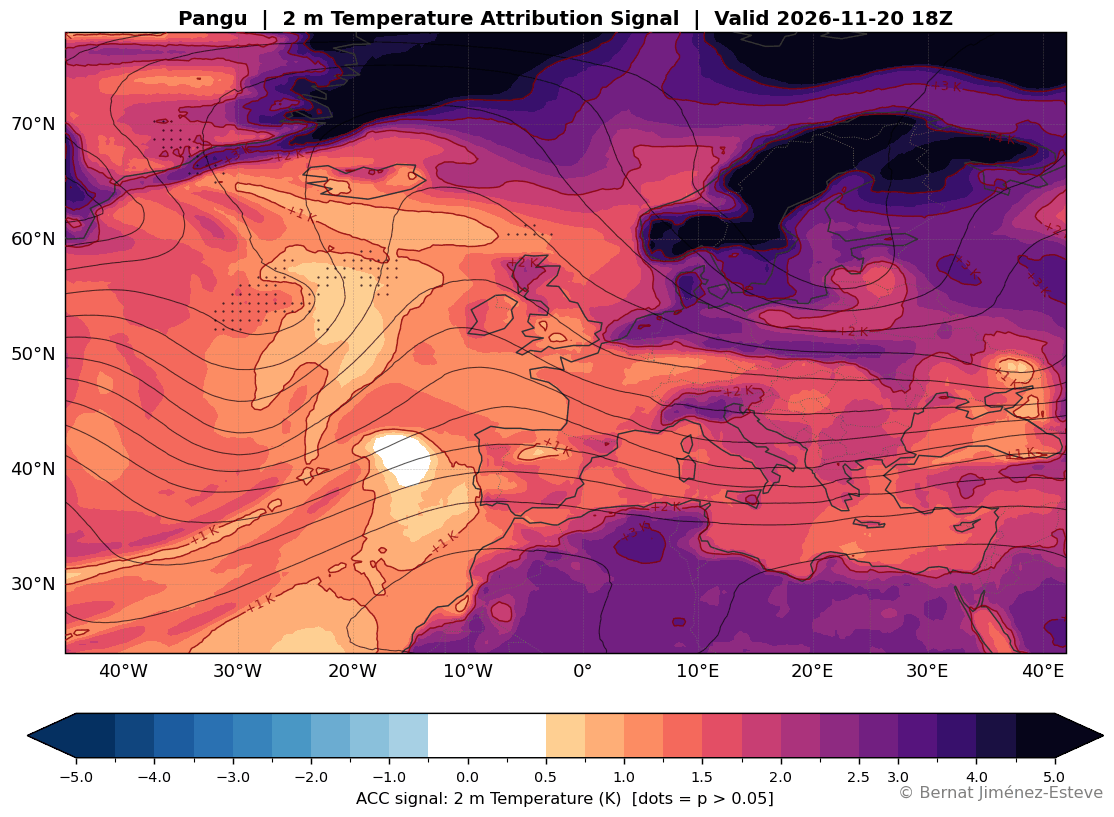 Pangu | 2 m Temperature Attribution Signal | Valid 2026-11-20 18Z
70°N
60°N
50°N
40°N
30°N
40°W
30°W
20°W
10°W
0°
10°E
20°E
30°E
40°E
+3 K
+2 K
+1 K
+2 K
+2 K
+2 K
+1 K
+1 K
+2 K
+1 K
+1 K
+1 K
+1 K
−5.0
−4.0
−3.0
−2.0
−1.0
0.0
0.5
1.0
1.5
2.0
2.5
3.0
4.0
5.0
© Bernat Jiménez-Esteve
ACC signal: 2 m Temperature (K) [dots = p > 0.05]